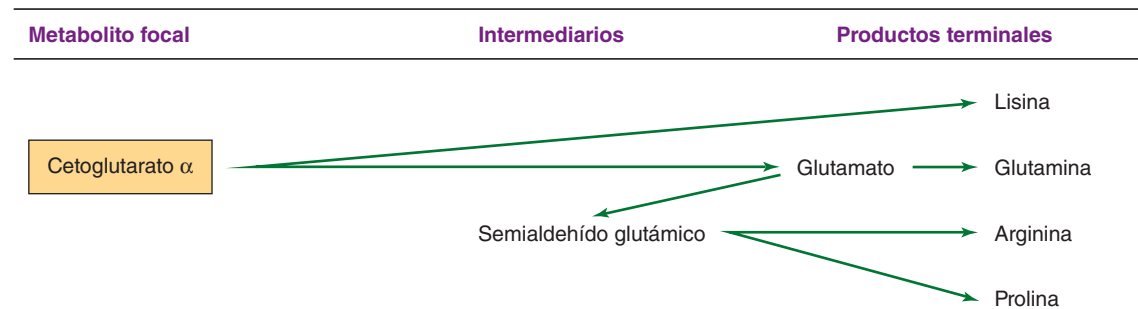 Metabolito focal Intermediarios Productos terminales
Lisina
Cetoglutarato α Glutamato Glutamina
Semialdehído glutámico Arginina
Prolina